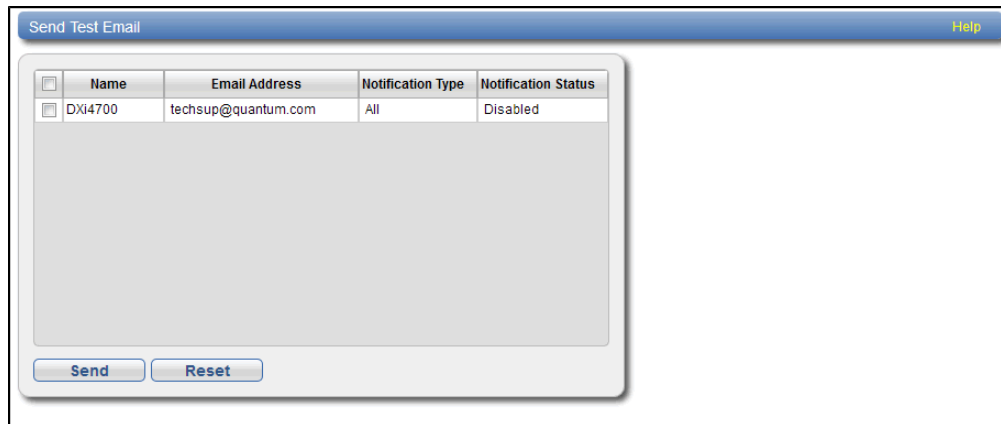 Send Test Email Help
Name Email Address Notification Type Notification Status
DXi4700 techsup@quantum.com All Disabled
Send Reset